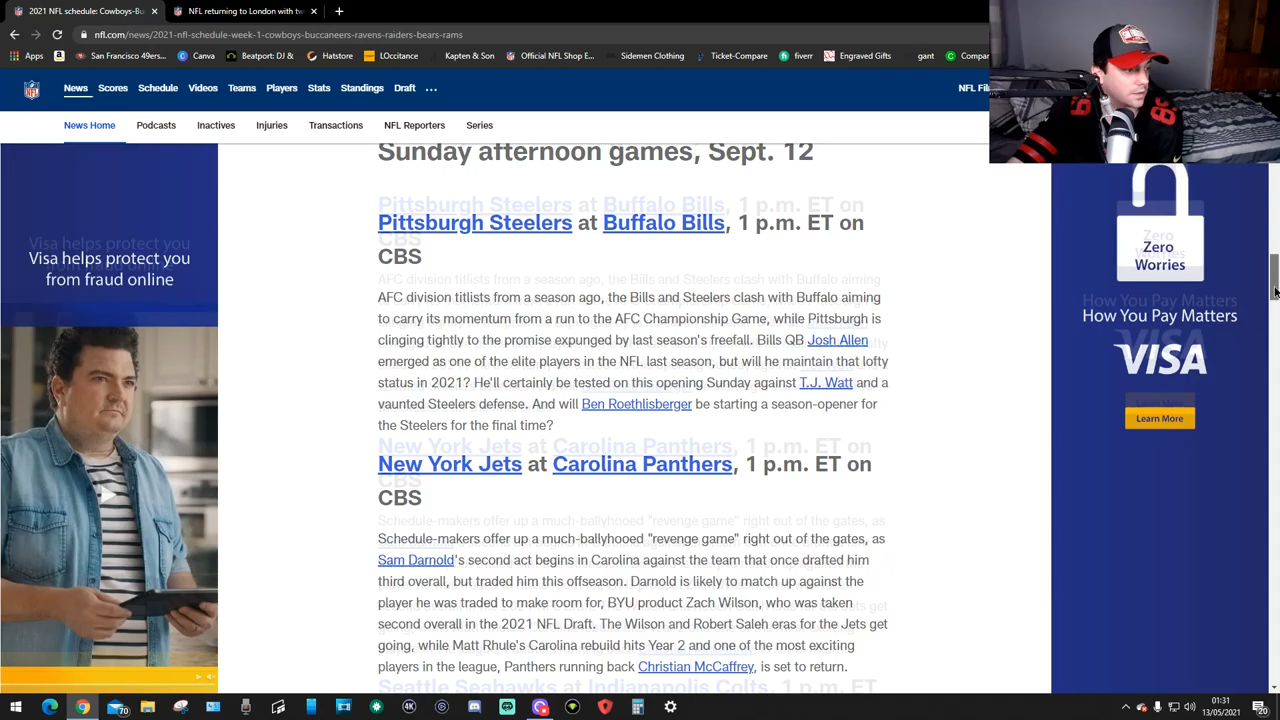 2021 NFL schedule: Week 1: Cowboys-Bu
NFL returning to London with two
nfl.com/news/2021-nfl-schedule-week-1-cowboys-buccaneers-ravens-raiders-bears-rams
Apps San Francisco 49ers... Canva Beatport: DJ &... Hatstore LOccitane Kapten & Son Official NFL Shop E... Sidemen Clothing Ticket-Compare fiverr Engraved Gifts gant Compar
News Scores Schedule Videos Teams Players Stats Standings Draft ... NFL Fil
News Home Podcasts Inactives Injuries Transactions NFL Reporters Series
Sunday afternoon games, Sept. 12
Pittsburgh Steelers at Buffalo Bills, 1 p.m. ET on
CBS
AFC division titlists from a season ago, the Bills and Steelers clash with Buffalo aiming
to carry its momentum from a run to the AFC Championship Game, while Pittsburgh is
clinging tightly to the promise expunged by last season's freefall. Bills QB Josh Allen
emerged as one of the elite players in the NFL last season, but will he maintain that lofty
status in 2021? He'll certainly be tested on this opening Sunday against T.J. Watt and a
vaunted Steelers defense. And will Ben Roethlisberger be starting a season-opener for
the Steelers for the final time?
New York Jets at Carolina Panthers, 1 p.m. ET on
CBS
Schedule-makers offer up a much-ballyhooed "revenge game" right out of the gates, as
Sam Darnold's second act begins in Carolina against the team that once drafted him
third overall, but traded him this offseason. Darnold is likely to match up against the
player he was traded to make room for, BYU product Zach Wilson, who was taken
second overall in the 2021 NFL Draft. The Wilson and Robert Saleh eras for the Jets get
going, while Matt Rhule's Carolina rebuild hits Year 2 and one of the most exciting
players in the league, Panthers running back Christian McCaffrey, is set to return.
Seattle Seahawks at Indianapolis Colts, 1 p.m. ET
Visa helps protect you
from fraud online
Zero
Worries
How You Pay Matters
VISA
Learn More
70
01:31
13/05/2021
20